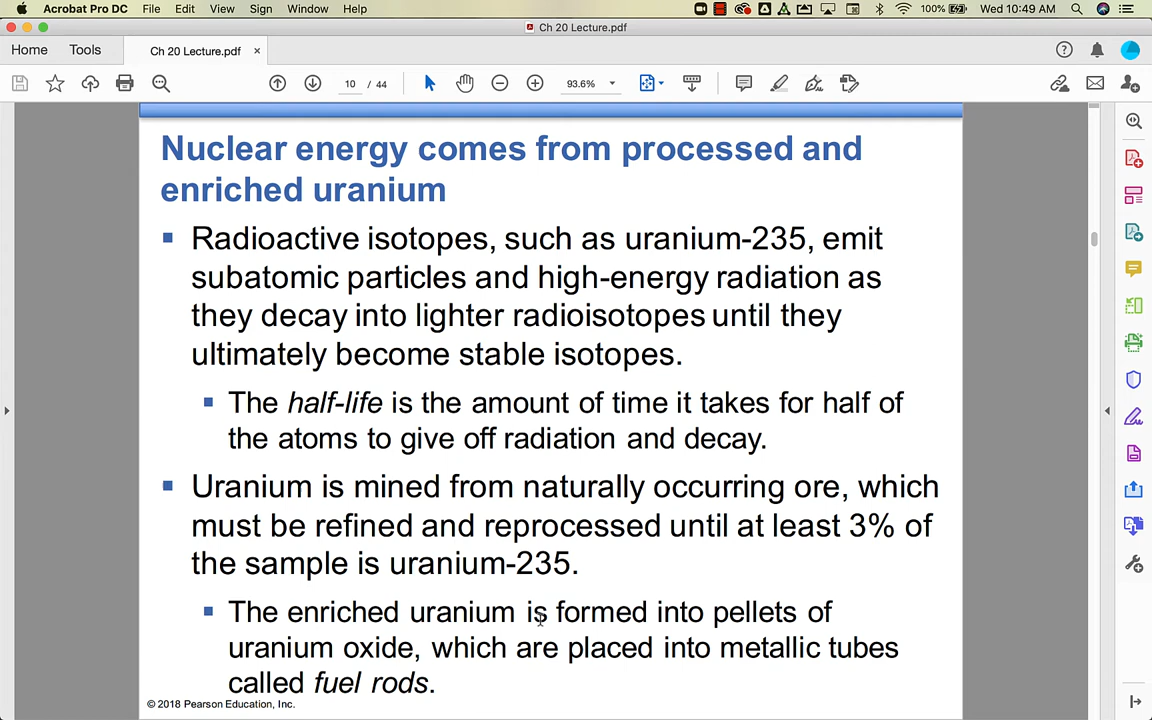 Acrobat Pro DC File Edit View Sign Window Help 100% Wed 10:49 AM
Ch 20 Lecture.pdf
Home Tools Ch 20 Lecture.pdf ×
10 / 44 93.6%
Nuclear energy comes from processed and
enriched uranium
Radioactive isotopes, such as uranium-235, emit
subatomic particles and high-energy radiation as
they decay into lighter radioisotopes until they
ultimately become stable isotopes.
The half-life is the amount of time it takes for half of
the atoms to give off radiation and decay.
Uranium is mined from naturally occurring ore, which
must be refined and reprocessed until at least 3% of
the sample is uranium-235.
The enriched uranium is formed into pellets of
uranium oxide, which are placed into metallic tubes
called fuel rods.
© 2018 Pearson Education, Inc.